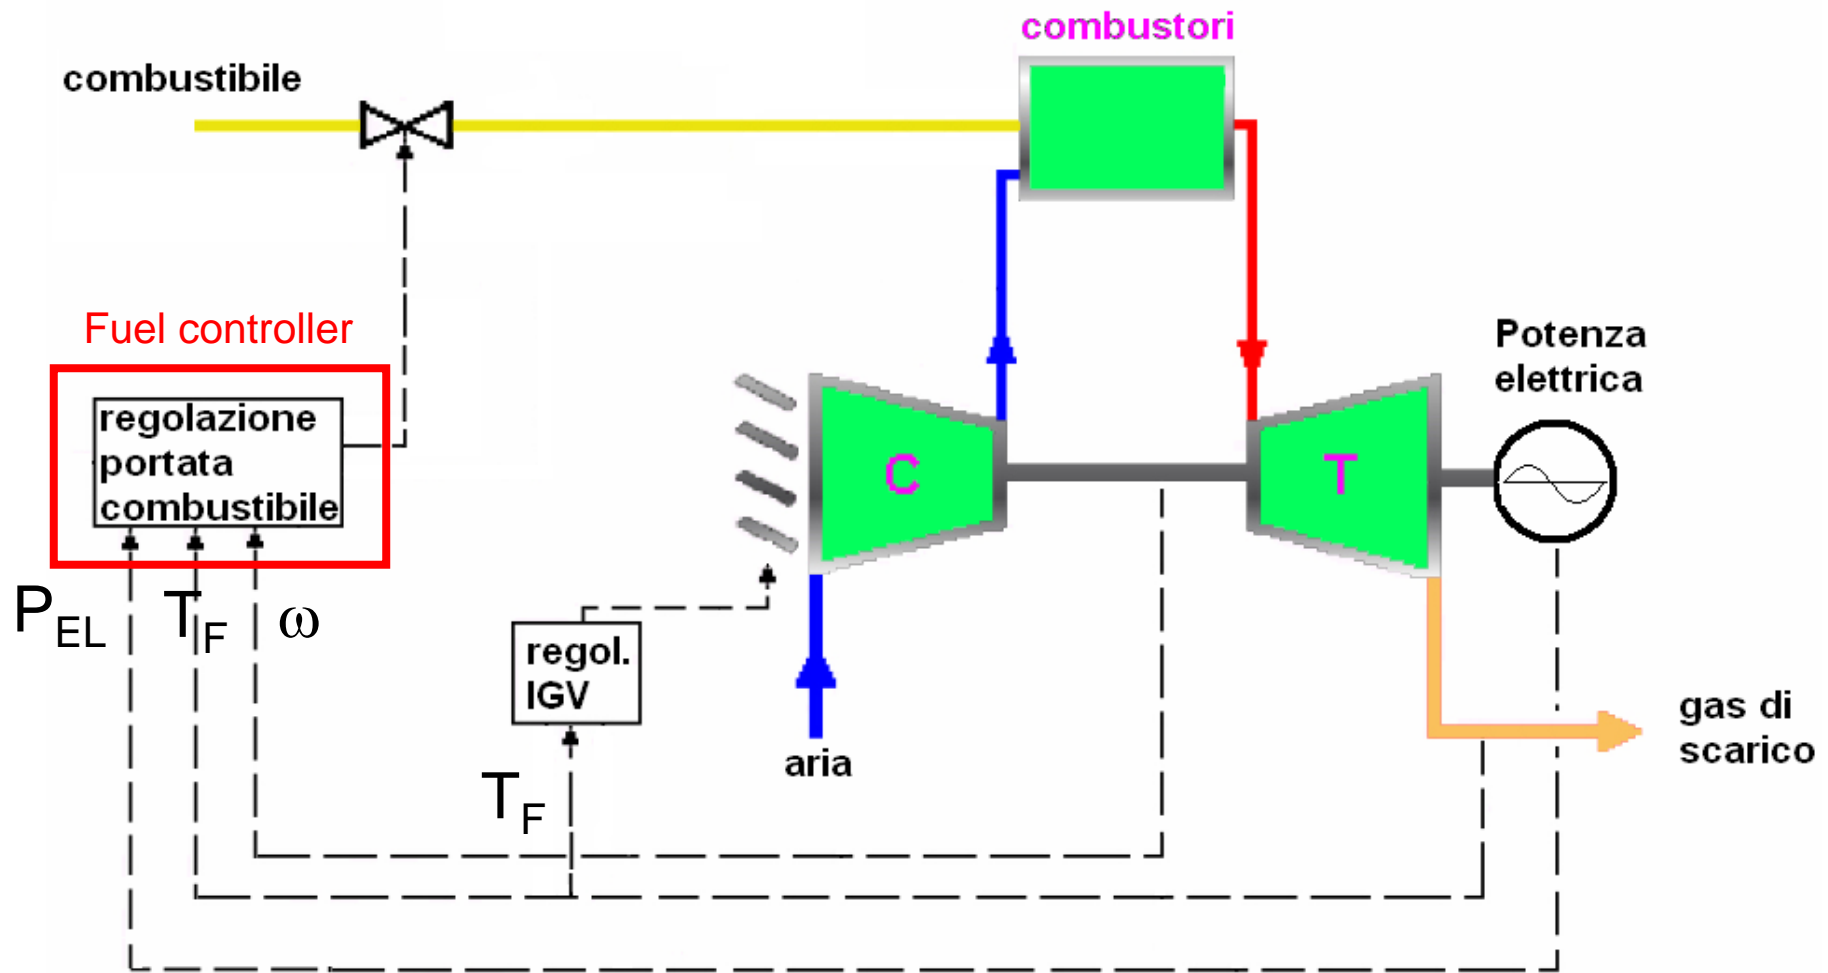 combustori
combustibile
Fuel controller
Potenza
elettrica
regolazione
portata
combustibile
C
T
P_EL
T_F
ω
regol.
IGV
gas di
scarico
aria
T_F